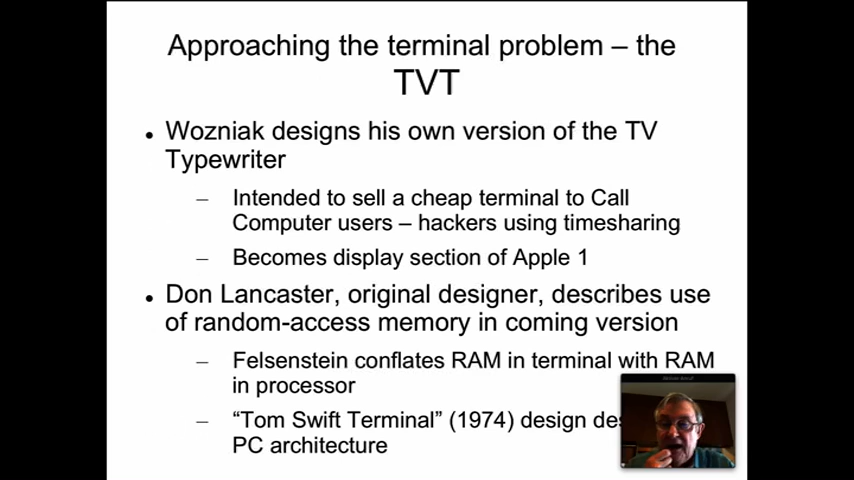 Approaching the terminal problem – the
TVT
Wozniak designs his own version of the TV
Typewriter
– Intended to sell a cheap terminal to Call
Computer users – hackers using timesharing
– Becomes display section of Apple 1
Don Lancaster, original designer, describes use
of random-access memory in coming version
– Felsenstein conflates RAM in terminal with RAM
in processor
– “Tom Swift Terminal” (1974) design
PC architecture